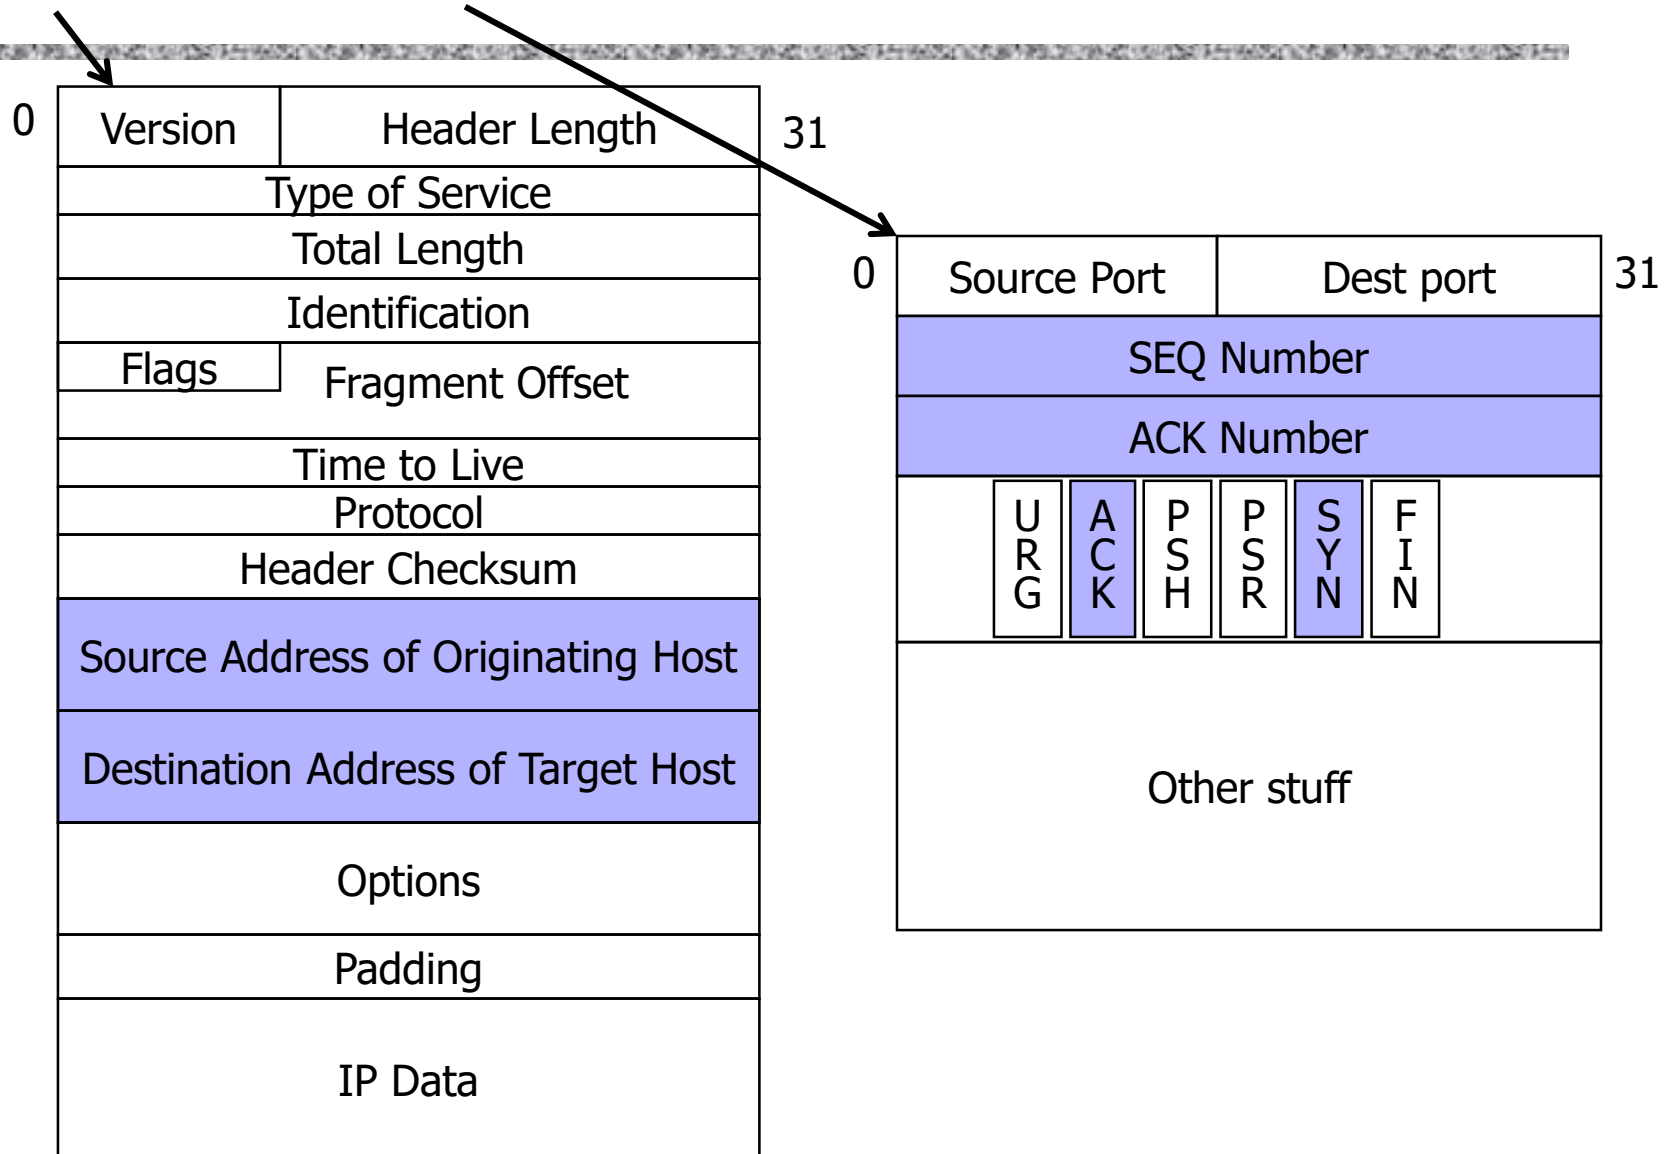 0
Version
Header Length
31
Type of Service
Total Length
Identification
Flags
Fragment Offset
Time to Live
Protocol
Header Checksum
Source Address of Originating Host
Destination Address of Target Host
Options
Padding
IP Data
0
Source Port
Dest port
31
SEQ Number
ACK Number
URG
ACK
PSH
PSR
SYN
FIN
Other stuff